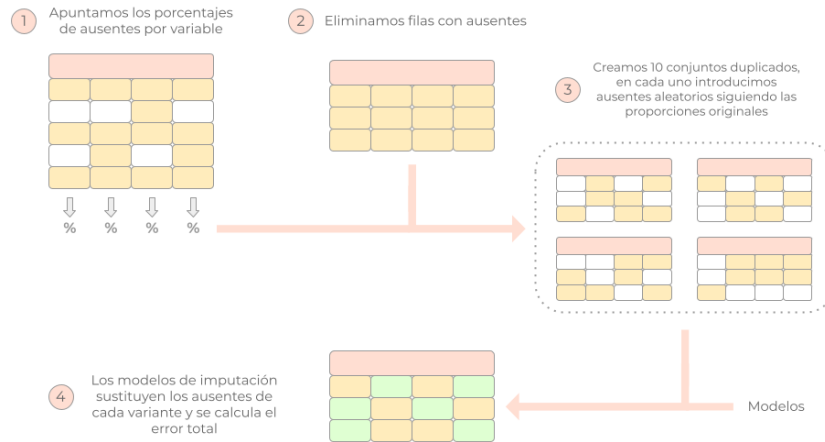 1
Apuntamos los porcentajes
de ausentes por variable
2
Eliminamos filas con ausentes
3
Creamos 10 conjuntos duplicados,
en cada uno introducimos
ausentes aleatorios siguiendo las
proporciones originales
% % % %
4
Los modelos de imputación
sustituyen los ausentes de
cada variante y se calcula el
error total
Modelos